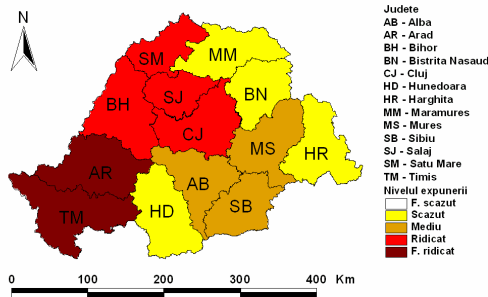 N
SM
MM
BH
SJ
BN
CJ
MS
HR
AR
AB
TM
HD
SB
0 100 200 300 400 Km
Judete
AB - Alba
AR - Arad
BH - Bihor
BN - Bistrita Nasaud
CJ - Cluj
HD - Hunedoara
HR - Harghita
MM - Maramures
MS - Mures
SB - Sibiu
SJ - Salaj
SM - Satu Mare
TM - Timis
Nivelul expunerii
F. scazut
Scazut
Mediu
Ridicat
F. ridicat